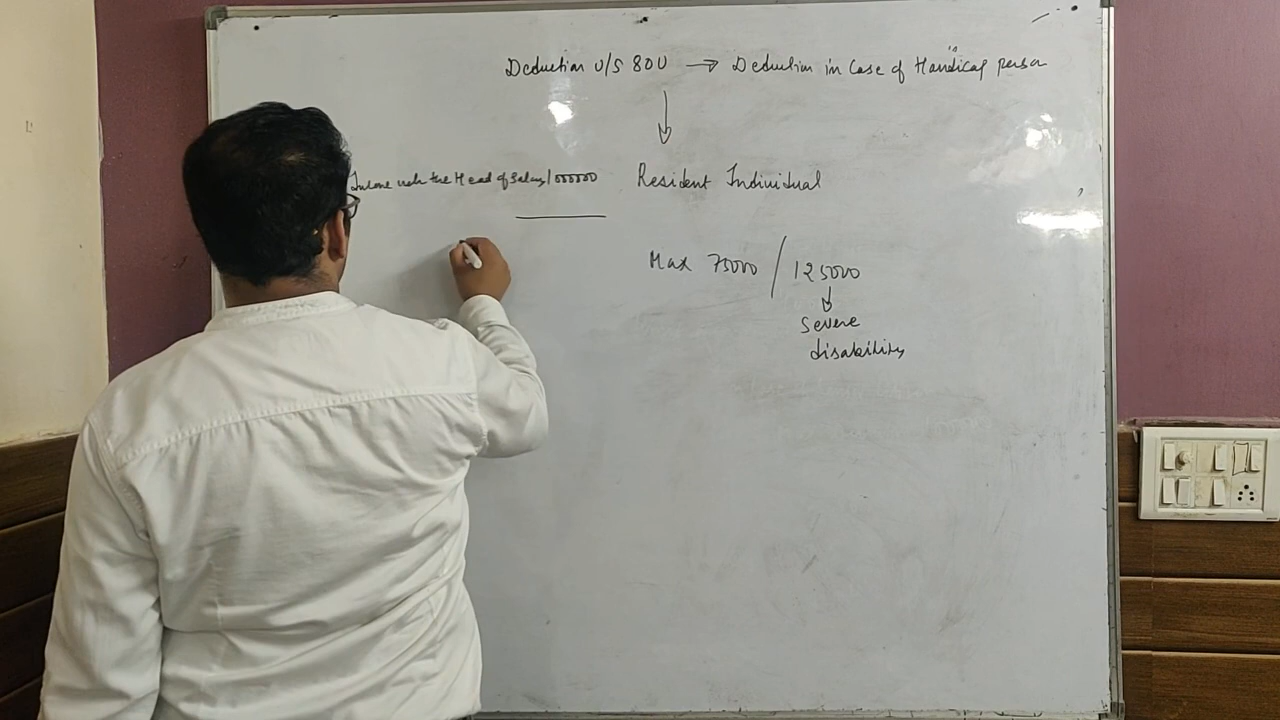 Deduction U/S 80U → Deduction in Case of Handicap person
Income under the Head of Salary 1000000
Resident Individual
Max 75000 / 125000
Severe
disability